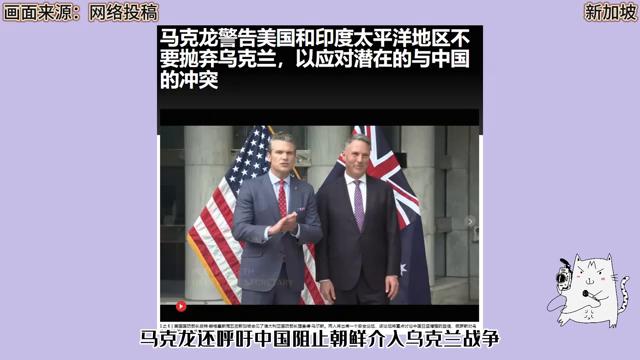 画面来源：网络投稿
新加坡
马克龙警告美国和印度太平洋地区不
要抛弃乌克兰，以应对潜在的与中国
的冲突
马克龙还呼吁中国阻止朝鲜介入乌克兰战争